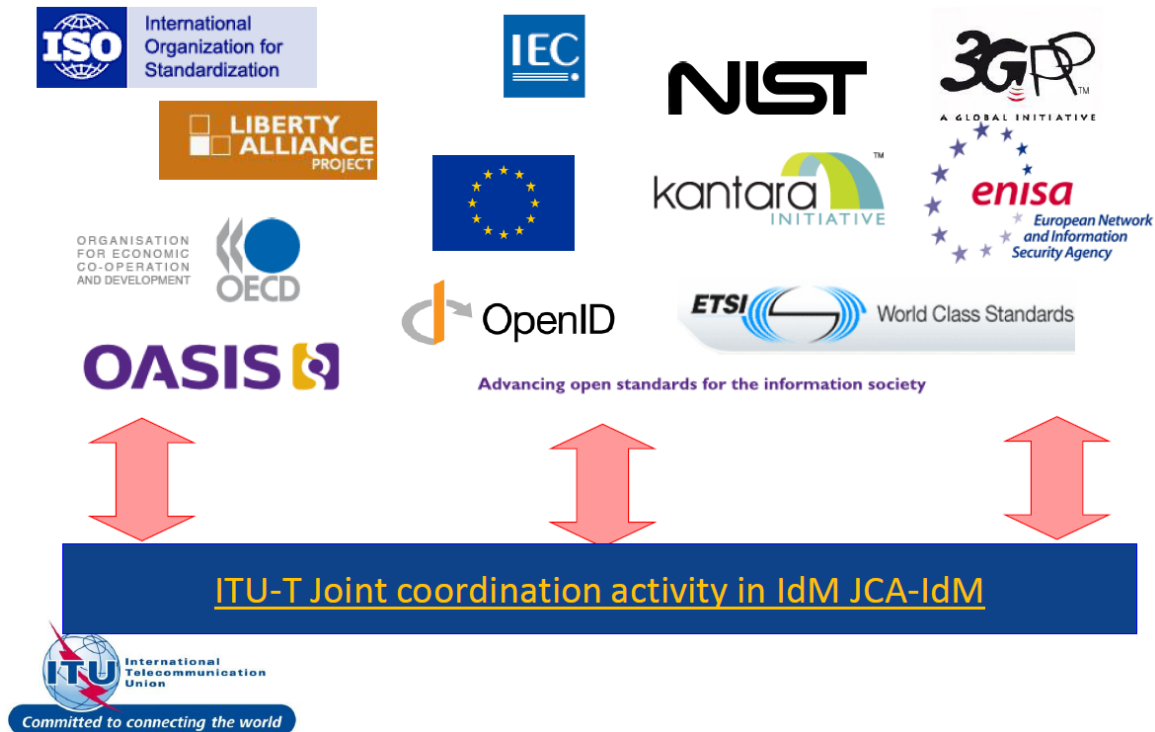 ISO
International
Organization for
Standardization
IEC
NIST
3GPP
TM
A GLOBAL INITIATIVE
LIBERTY
ALLIANCE
PROJECT
kantara
TM
INITIATIVE
enisa
European Network
and Information
Security Agency
ORGANISATION
FOR ECONOMIC
CO-OPERATION
AND DEVELOPMENT
OECD
OpenID
ETSI
World Class Standards
OASIS
Advancing open standards for the information society
ITU-T Joint coordination activity in IdM JCA-IdM
ITU
International
Telecommunication
Union
Committed to connecting the world